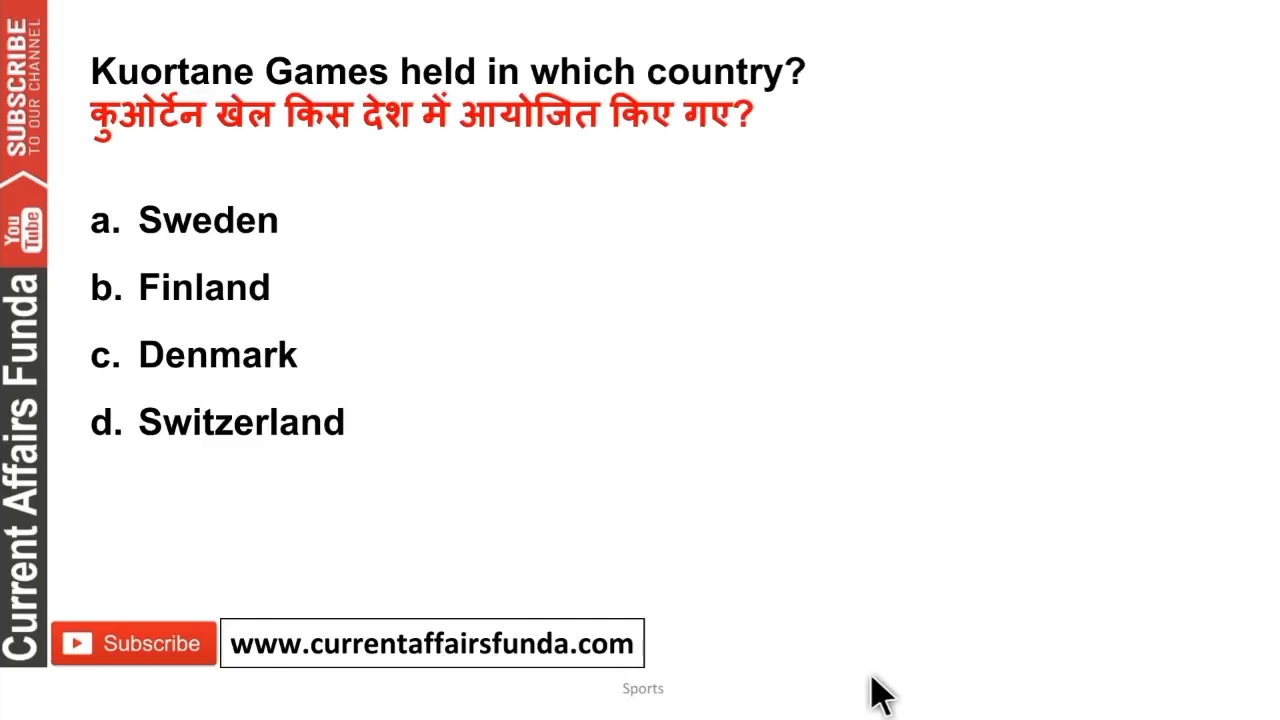 Kuortane Games held in which country?
कुओर्टेन खेल किस देश में आयोजित किए गए?
a. Sweden
b. Finland
c. Denmark
d. Switzerland
SUBSCRIBE
TO OUR CHANNEL
You
Tube
Current Affairs Funda
Subscribe
www.currentaffairsfunda.com
Sports